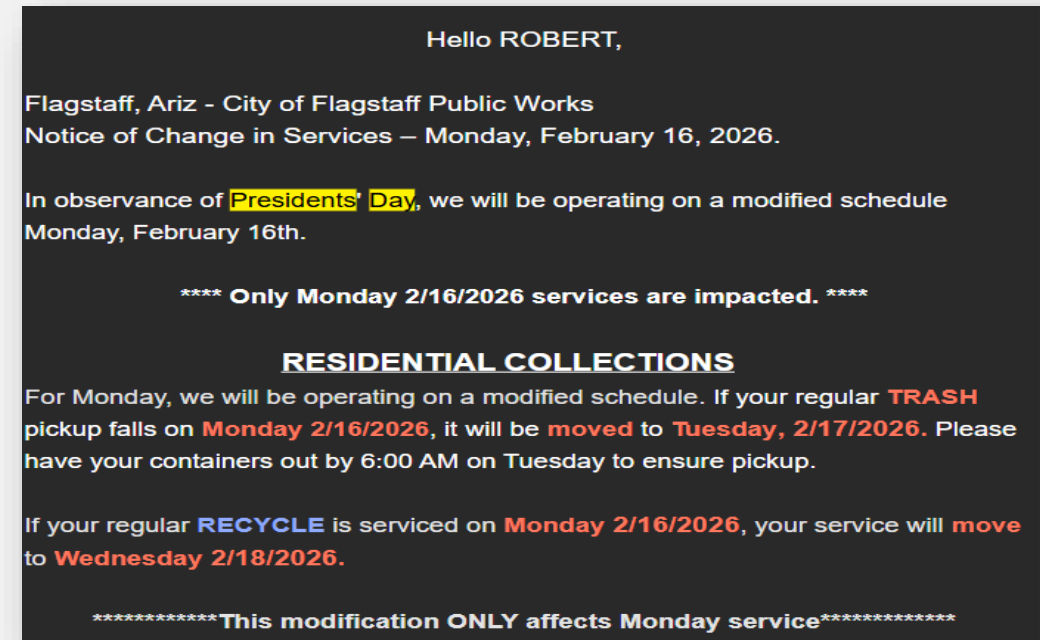 Hello ROBERT,
Flagstaff, Ariz - City of Flagstaff Public Works
Notice of Change in Services – Monday, February 16, 2026.
In observance of Presidents' Day, we will be operating on a modified schedule
Monday, February 16th.
**** Only Monday 2/16/2026 services are impacted. ****
RESIDENTIAL COLLECTIONS
For Monday, we will be operating on a modified schedule. If your regular TRASH
pickup falls on Monday 2/16/2026, it will be moved to Tuesday, 2/17/2026. Please
have your containers out by 6:00 AM on Tuesday to ensure pickup.
If your regular RECYCLE is serviced on Monday 2/16/2026, your service will move
to Wednesday 2/18/2026.
************This modification ONLY affects Monday service*************